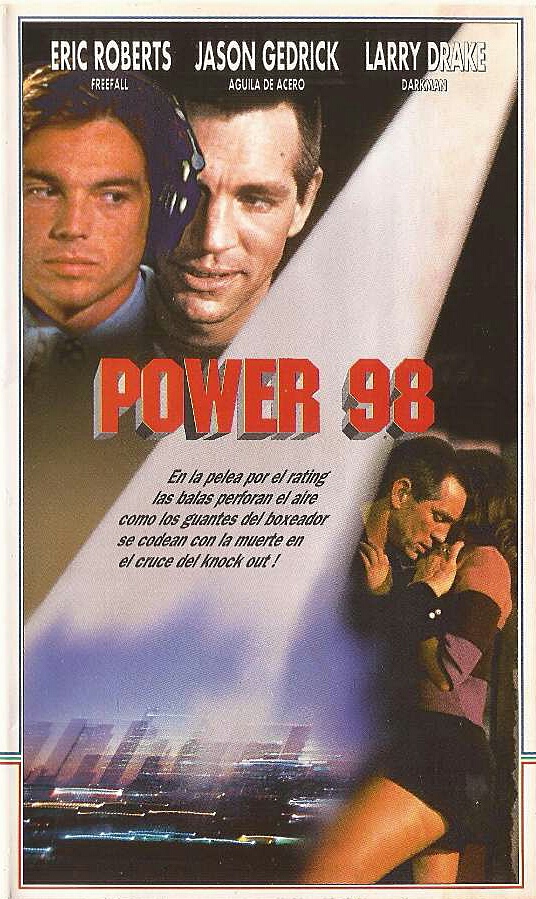 ERIC ROBERTS JASON GEDRICK LARRY DRAKE
FREEFALL AGUILA DE ACERO DARKMAN
POWER 98
En la pelea por el rating
las balas perforan el aire
como los guantes del boxeador
se codean con la muerte en
el cruce del knock out !